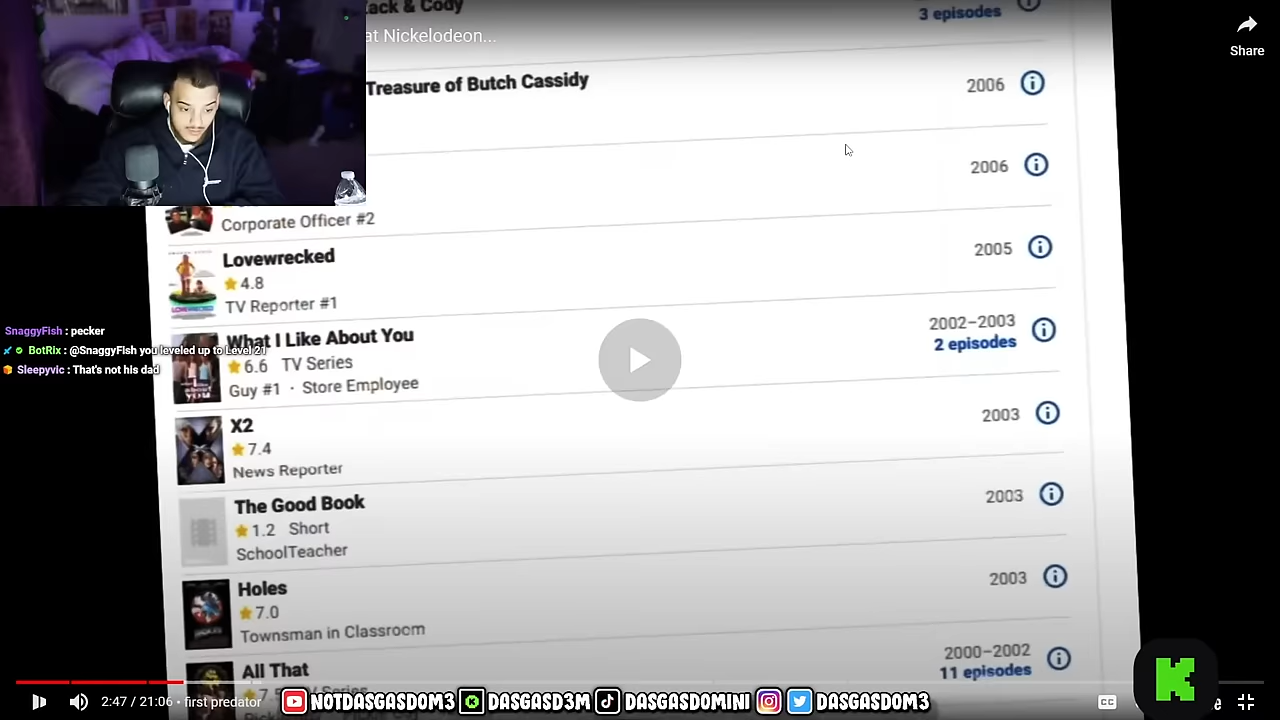 ack & Cody
3 episodes
at Nickelodeon...
Share
Treasure of Butch Cassidy
2006
2006
Corporate Officer #2
Lovewrecked
2005
4.8
TV Reporter #1
What I Like About You
2002–2003
2 episodes
6.6 TV Series
Guy #1 · Store Employee
SnaggyFish : pecker
BotRix : @SnaggyFish you leveled up to Level 21
Sleepyvic : That's not his dad
X2
2003
7.4
News Reporter
The Good Book
2003
1.2 Short
SchoolTeacher
Holes
2003
7.0
Townsman in Classroom
All That
2000–2002
11 episodes
2:47 / 21:06 • first predator
NOTDASGASDOM3
DASGASD3M
DASGASDOMINI
DASGASDOM3
CC
K